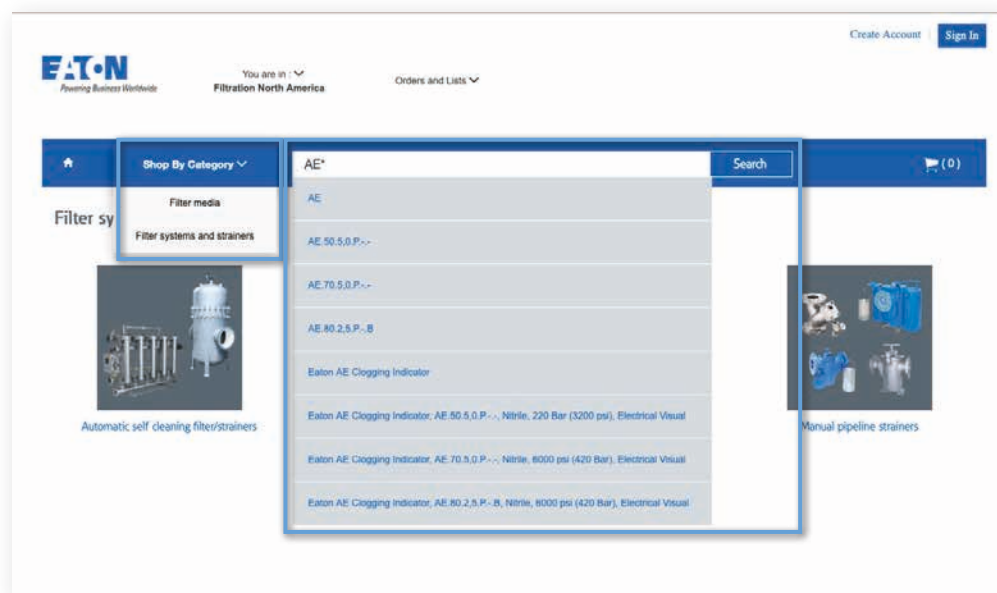 Create Account
Sign In
EATON
Powering Business Worldwide
You are in :
Filtration North America
Orders and Lists
Shop By Category
AE*
Search
(0)
Filter media
Filter systems and strainers
Filter sy
AE
AE.50.5,0.P.-.-
AE.70.5,0.P.-.-
AE.80.2,5.P.-.B
Eaton AE Clogging Indicator
Eaton AE Clogging Indicator, AE.50.5,0.P.-.-, Nitrile, 220 Bar (3200 psi), Electrical Visual
Eaton AE Clogging Indicator, AE.70.5,0.P.-.-, Nitrile, 6000 psi (420 Bar), Electrical Visual
Eaton AE Clogging Indicator, AE.80.2,5.P.-.B, Nitrile, 6000 psi (420 Bar), Electrical Visual
Automatic self cleaning filter/strainers
Manual pipeline strainers